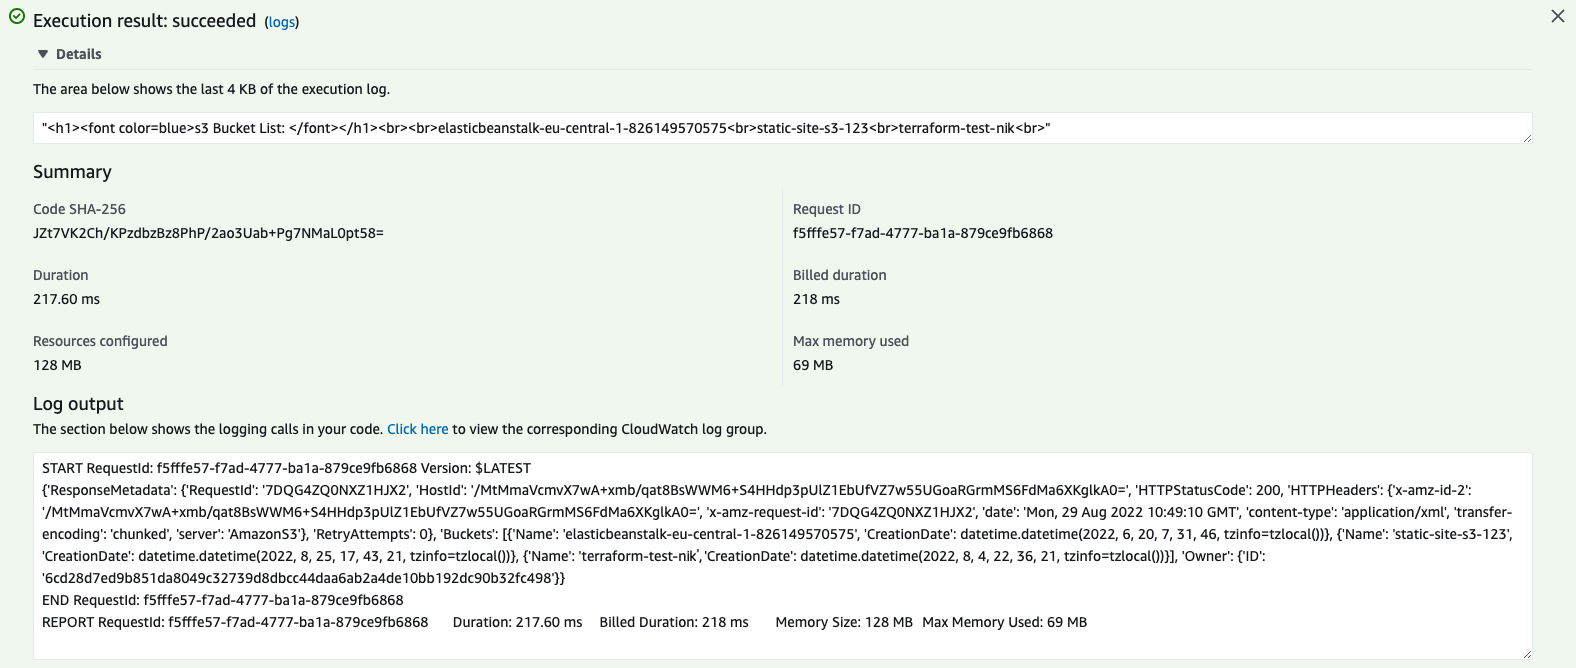 Execution result: succeeded (logs)
▼ Details
The area below shows the last 4 KB of the execution log.
"<h1><font color=blue>s3 Bucket List: </font></h1><br><br>elasticbeanstalk-eu-central-1-826149570575<br>static-site-s3-123<br>terraform-test-nik<br>"
Summary
Code SHA-256
JZt7VK2Ch/KPzdbzBz8PhP/2ao3Uab+Pg7NMaL0pt58=
Request ID
f5fffe57-f7ad-4777-ba1a-879ce9fb6868
Duration
217.60 ms
Billed duration
218 ms
Resources configured
128 MB
Max memory used
69 MB
Log output
The section below shows the logging calls in your code. Click here to view the corresponding CloudWatch log group.
START RequestId: f5fffe57-f7ad-4777-ba1a-879ce9fb6868 Version: $LATEST
{'ResponseMetadata': {'RequestId': '7DQG4ZQ0NXZ1HJX2', 'HostId': '/MtMmaVcmvX7wA+xmb/qat8BsWWM6+S4HHdp3pUlZ1EbUfVZ7w55UGoaRGrmMS6FdMa6XKglkA0=', 'HTTPStatusCode': 200, 'HTTPHeaders': {'x-amz-id-2':
'/MtMmaVcmvX7wA+xmb/qat8BsWWM6+S4HHdp3pUlZ1EbUfVZ7w55UGoaRGrmMS6FdMa6XKglkA0=', 'x-amz-request-id': '7DQG4ZQ0NXZ1HJX2', 'date': 'Mon, 29 Aug 2022 10:49:10 GMT', 'content-type': 'application/xml', 'transfer-
encoding': 'chunked', 'server': 'AmazonS3'}, 'RetryAttempts': 0}, 'Buckets': [{'Name': 'elasticbeanstalk-eu-central-1-826149570575', 'CreationDate': datetime.datetime(2022, 6, 20, 7, 31, 46, tzinfo=tzlocal())}, {'Name': 'static-site-s3-123',
'CreationDate': datetime.datetime(2022, 8, 25, 17, 43, 21, tzinfo=tzlocal())}, {'Name': 'terraform-test-nik', 'CreationDate': datetime.datetime(2022, 8, 4, 22, 36, 21, tzinfo=tzlocal())}], 'Owner': {'ID':
'6cd28d7ed9b851da8049c32739d8dbcc44daa6ab2a4de10bb192dc90b32fc498'}}
END RequestId: f5fffe57-f7ad-4777-ba1a-879ce9fb6868
REPORT RequestId: f5fffe57-f7ad-4777-ba1a-879ce9fb6868 Duration: 217.60 ms Billed Duration: 218 ms Memory Size: 128 MB Max Memory Used: 69 MB